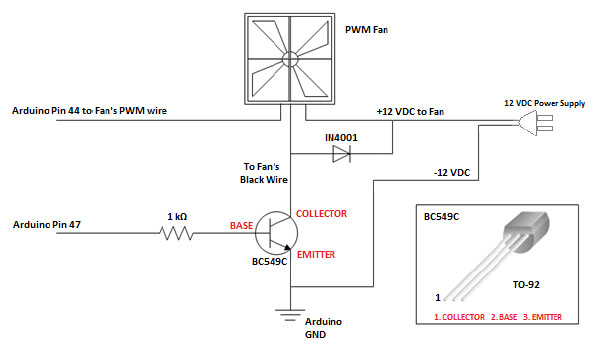 PWM Fan
Arduino Pin 44 to Fan's PWM wire
+12 VDC to Fan
12 VDC Power Supply
IN4001
To Fan's
Black Wire
-12 VDC
Arduino Pin 47
1 kΩ
BASE
COLLECTOR
EMITTER
BC549C
Arduino
GND
BC549C
TO-92
1
1. COLLECTOR 2. BASE 3. EMITTER